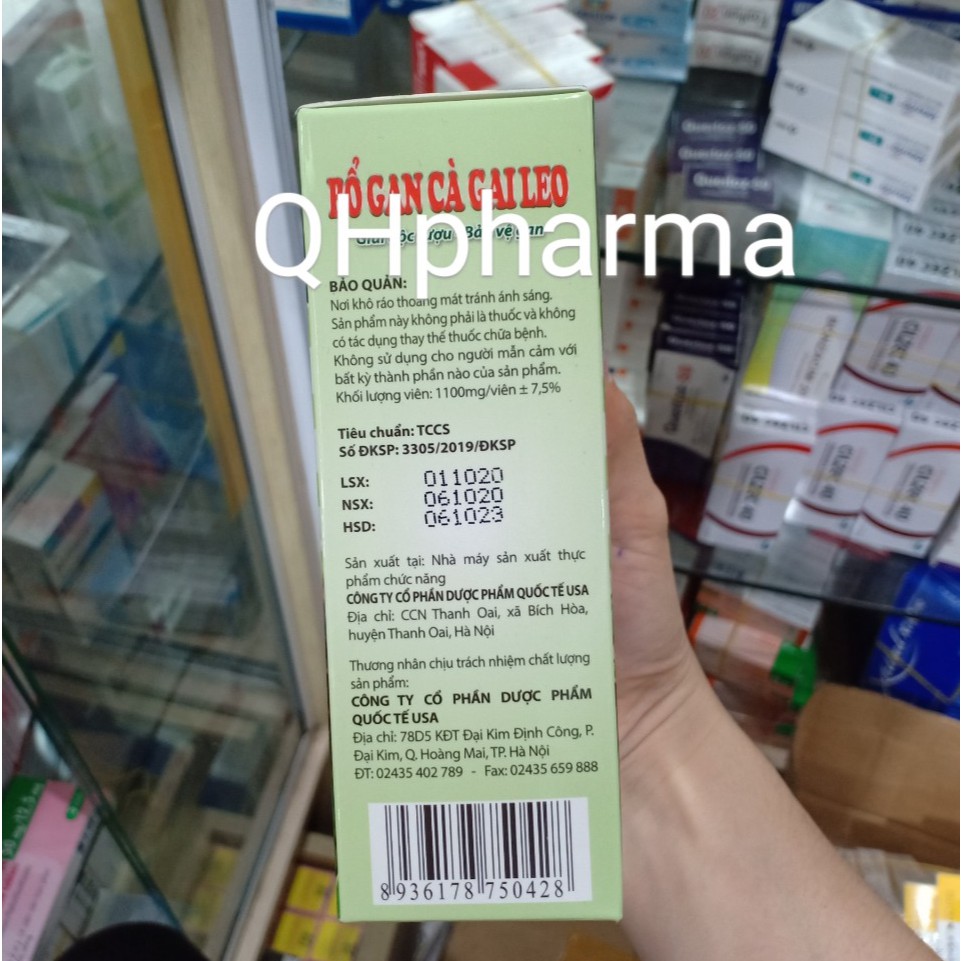 BỔ GAN CÀ GAI LEO
QHpharma
BẢO QUẢN:
Nơi khô ráo thoáng mát tránh ánh sáng.
Sản phẩm này không phải là thuốc và không
có tác dụng thay thế thuốc chữa bệnh.
Không sử dụng cho người mẫn cảm với
bất kỳ thành phần nào của sản phẩm.
Khối lượng viên: 1100mg/viên ± 7,5%
Tiêu chuẩn: TCCS
Số ĐKSP: 3305/2019/ĐKSP
LSX: 011020
NSX: 061020
HSD: 061023
Sản xuất tại: Nhà máy sản xuất thực
phẩm chức năng
CÔNG TY CỔ PHẦN DƯỢC PHẨM QUỐC TẾ USA
Địa chỉ: CCN Thanh Oai, xã Bích Hòa,
huyện Thanh Oai, Hà Nội
Thương nhân chịu trách nhiệm chất lượng
sản phẩm:
CÔNG TY CỔ PHẦN DƯỢC PHẨM
QUỐC TẾ USA
Địa chỉ: 78D5 KĐT Đại Kim Định Công, P.
Đại Kim, Q. Hoàng Mai, TP. Hà Nội
ĐT: 02435 402 789 - Fax: 02435 659 888
8936178750428